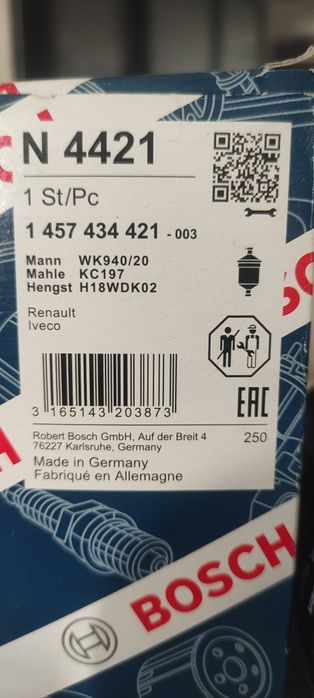 N 4421
1 St/Pc
1 457 434 421 - 003
Mann WK940/20
Mahle KC197
Hengst H18WDK02
Renault
Iveco
3 165143 203873
EAC
Robert Bosch GmbH, Auf der Breit 4
76227 Karlsruhe, Germany
250
Made in Germany
Fabriqué en Allemagne
BOSCH